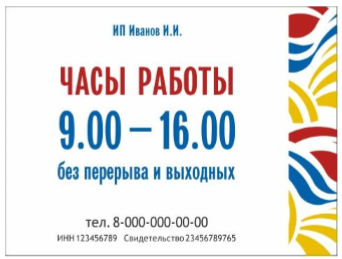 ИП Иванов И.И.
ЧАСЫ РАБОТЫ
9.00 – 16.00
без перерыва и выходных
тел. 8-000-000-00-00
ИНН 123456789 Свидетельство 23456789765